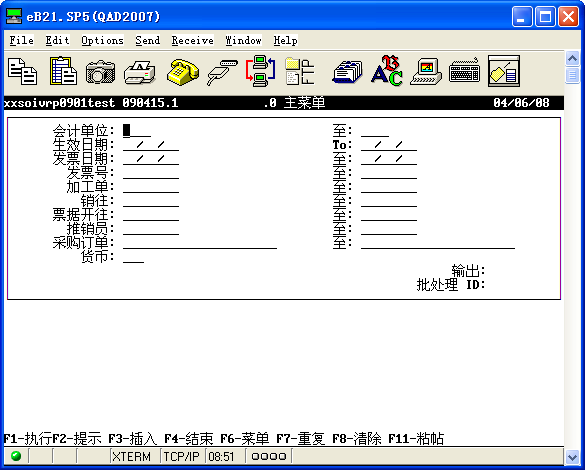 eB21.SP5(QAD2007)
File Edit Options Send Receive Window Help
xxsoivrp0901test 090415.1 .0 主菜单 04/06/08
会计单位: 至:
生效日期: / / To: / /
发票日期: / / 至: / /
发票号: 至:
加工单: 至:
销往: 至:
票据开往: 至:
推销员: 至:
采购订单: 至:
货币:
输出:
批处理 ID:
F1-执行F2-提示 F3-插入 F4-结束 F6-菜单 F7-重复 F8-清除 F11-粘帖
XTERM TCP/IP 08:51